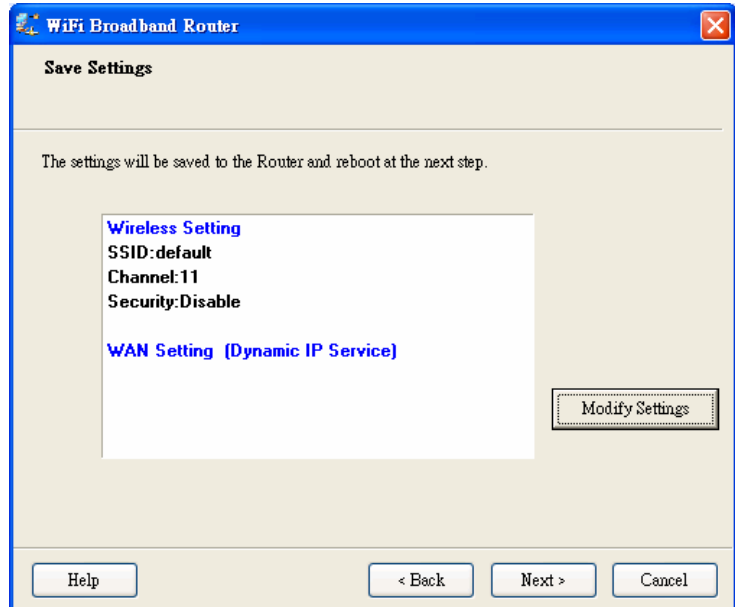 WiFi Broadband Router
Save Settings
The settings will be saved to the Router and reboot at the next step.
Wireless Setting
SSID:default
Channel:11
Security:Disable
WAN Setting (Dynamic IP Service)
Modify Settings
Help
< Back
Next >
Cancel